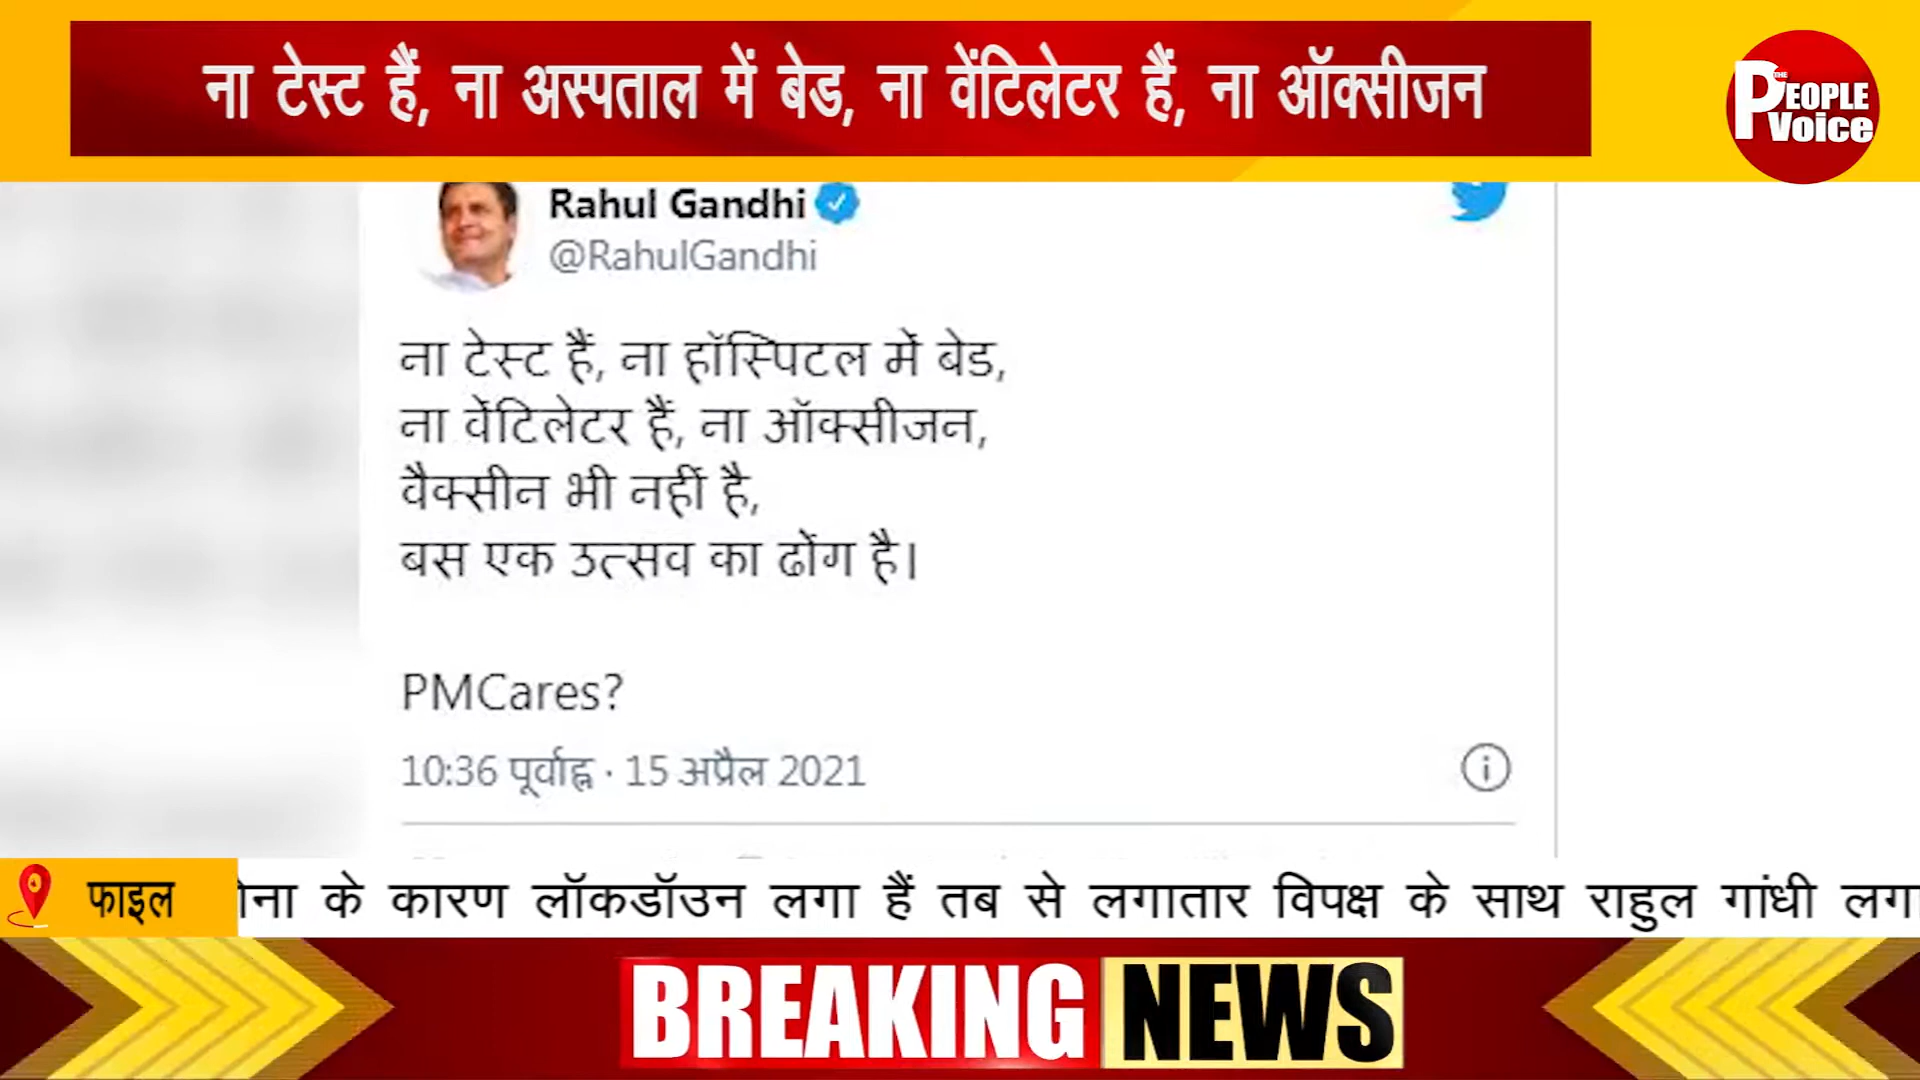 ना टेस्ट हैं, ना अस्पताल में बेड, ना वेंटिलेटर हैं, ना ऑक्सीजन
THE PEOPLE Voice
Rahul Gandhi
@RahulGandhi
ना टेस्ट हैं, ना हॉस्पिटल में बेड,
ना वेंटिलेटर हैं, ना ऑक्सीजन,
वैक्सीन भी नहीं है,
बस एक उत्सव का ढोंग है।
PMCares?
10:36 पूर्वाह्न · 15 अप्रैल 2021
फाइल
के कारण लॉकडॉउन लगा हैं तब से लगातार विपक्ष के साथ राहुल गांधी
BREAKING NEWS